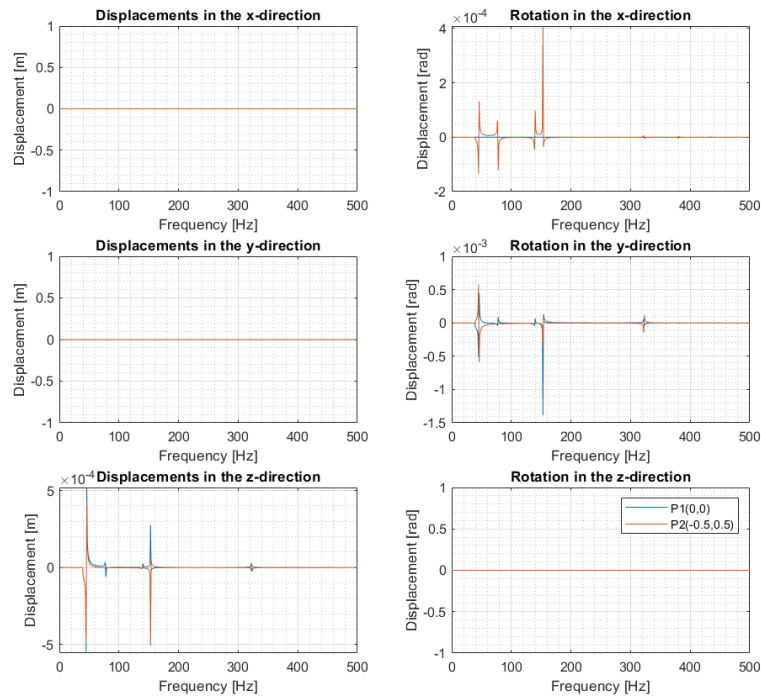 Displacements in the x-direction
Displacement [m]
1
0.5
0
-0.5
-1
0 100 200 300 400 500
Frequency [Hz]
Rotation in the x-direction
×10-4
Displacement [rad]
4
2
0
-2
0 100 200 300 400 500
Frequency [Hz]
Displacements in the y-direction
Displacement [m]
1
0.5
0
-0.5
-1
0 100 200 300 400 500
Frequency [Hz]
Rotation in the y-direction
×10-3
Displacement [rad]
1
0.5
0
-0.5
-1
-1.5
0 100 200 300 400 500
Frequency [Hz]
Displacements in the z-direction
×10-4
Displacement [m]
5
0
-5
0 100 200 300 400 500
Frequency [Hz]
Rotation in the z-direction
Displacement [rad]
1
0.5
0
-0.5
-1
P1(0,0)
P2(-0.5,0.5)
0 100 200 300 400 500
Frequency [Hz]